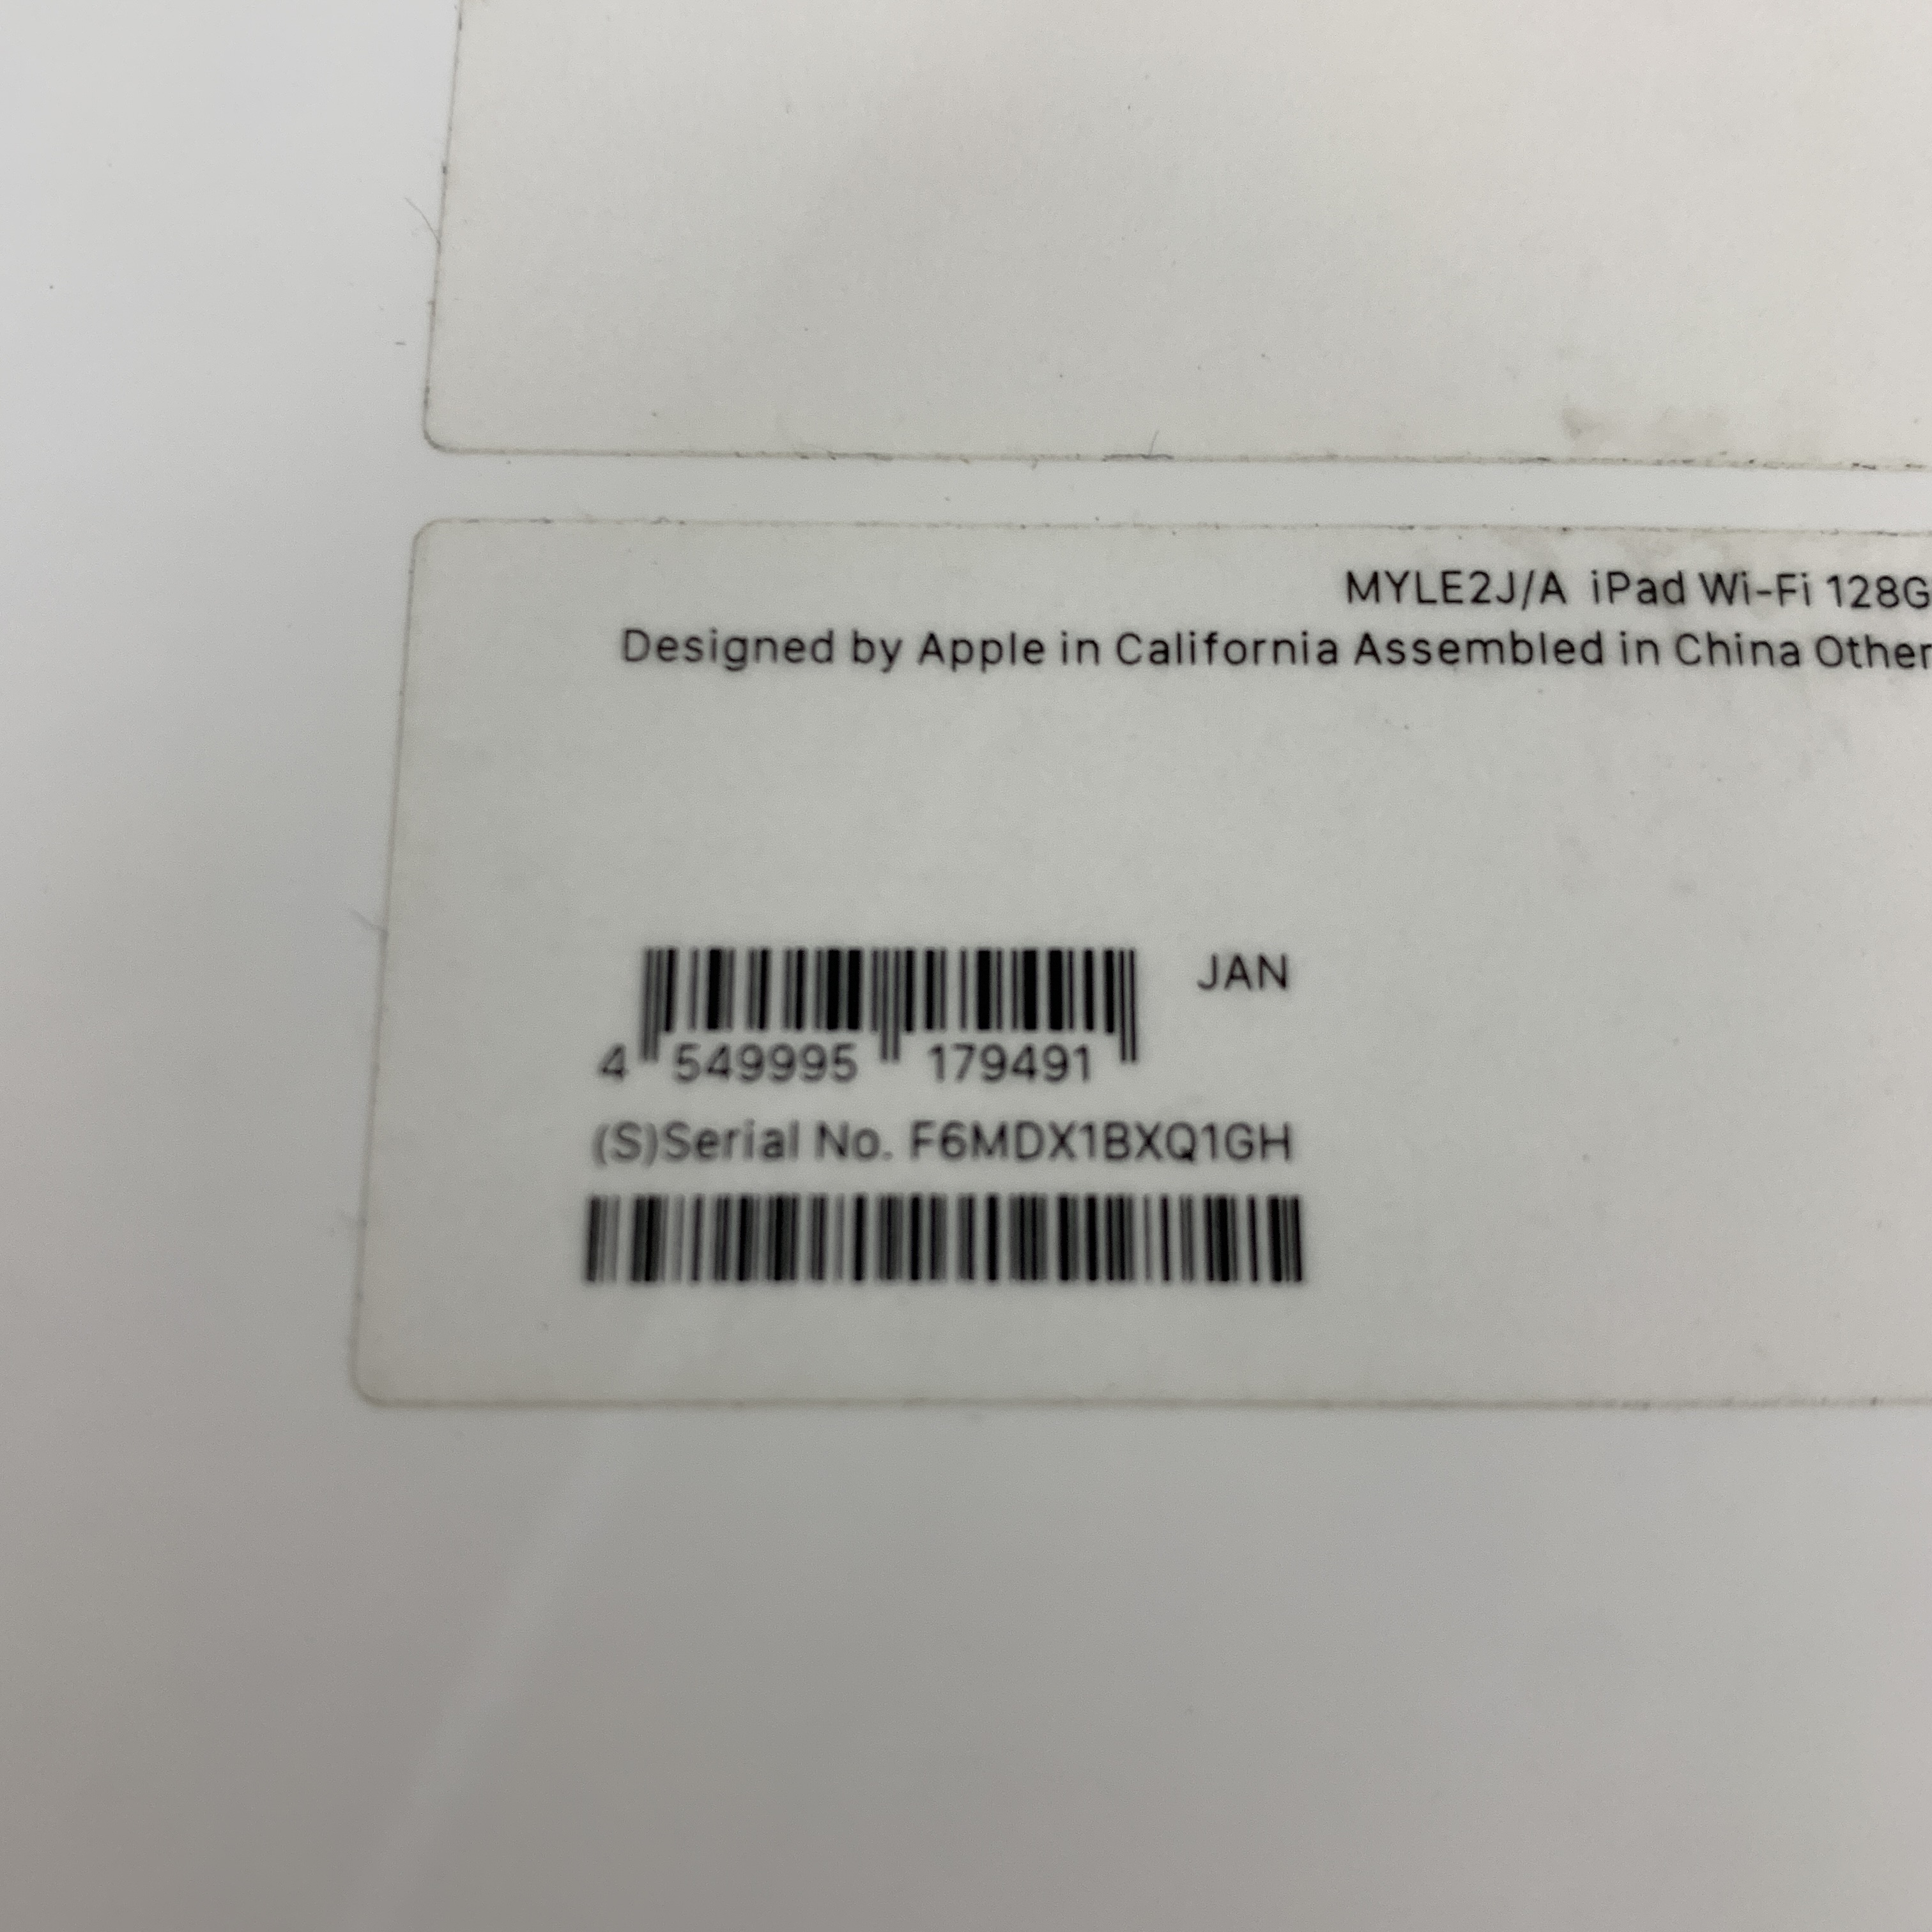 MYLE2J/A iPad Wi-Fi 128G
Designed by Apple in California Assembled in China Other
JAN
4 549995 179491
(S)Serial No. F6MDX1BXQ1GH